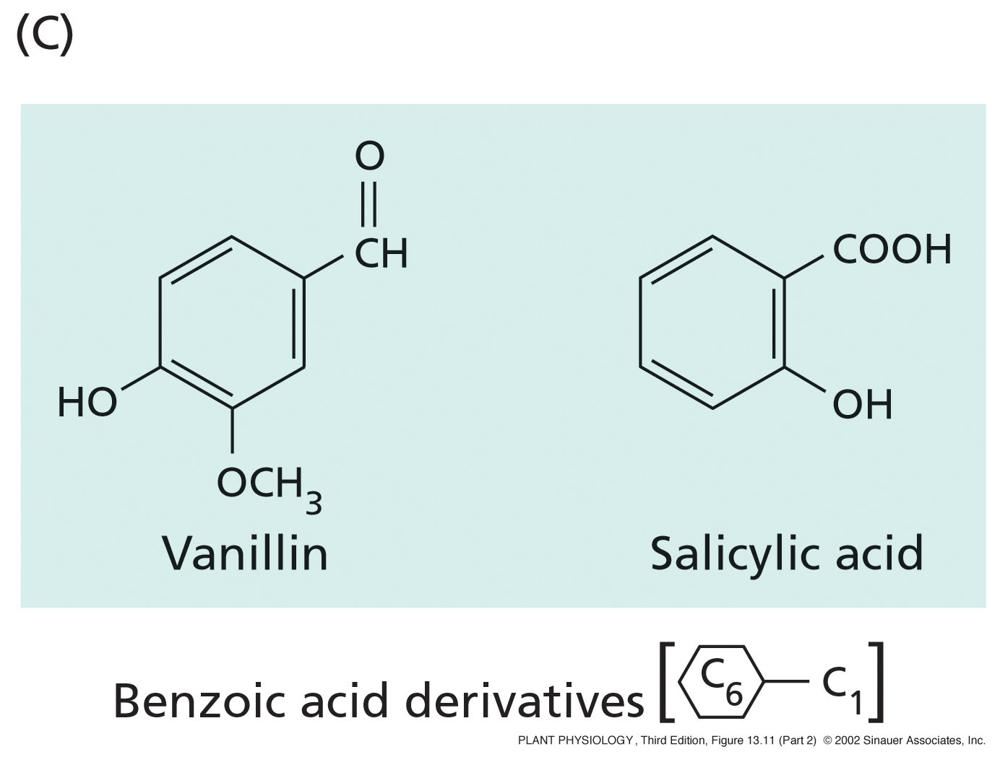 (C)
O
CH
HO
OCH3
Vanillin
COOH
OH
Salicylic acid
Benzoic acid derivatives [C6 — C1]
PLANT PHYSIOLOGY, Third Edition, Figure 13.11 (Part 2) © 2002 Sinauer Associates, Inc.